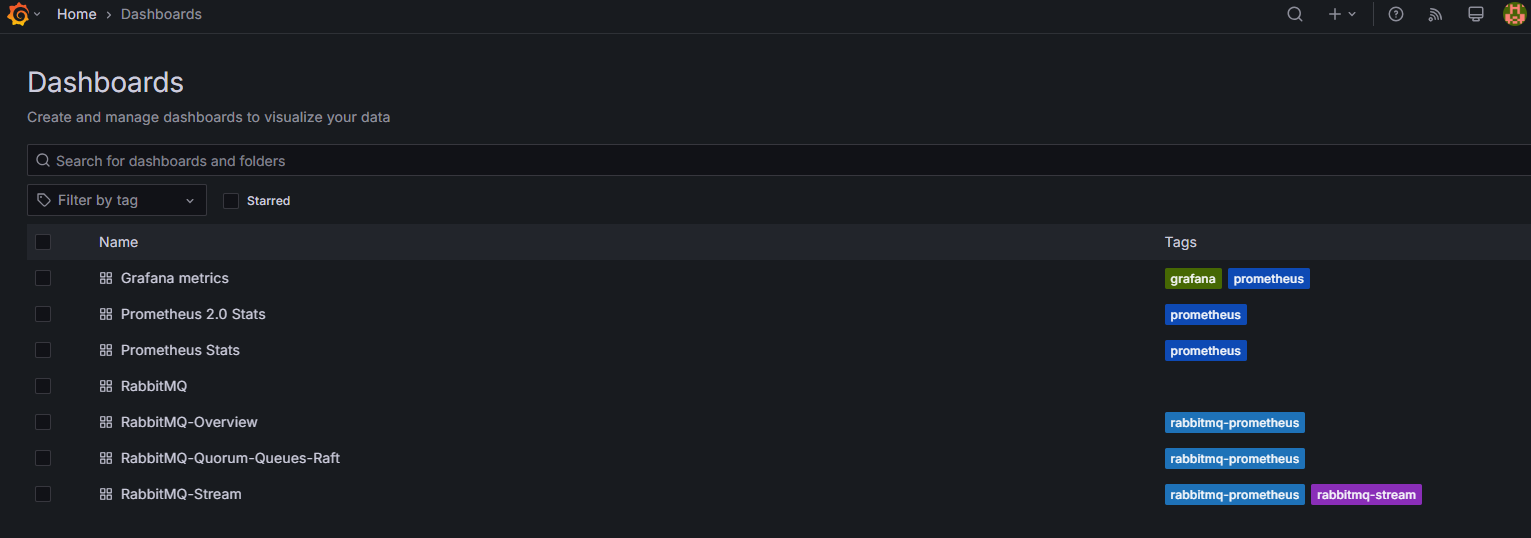 Home > Dashboards
Dashboards
Create and manage dashboards to visualize your data
Search for dashboards and folders
Filter by tag Starred
Name Tags
Grafana metrics grafana prometheus
Prometheus 2.0 Stats prometheus
Prometheus Stats prometheus
RabbitMQ
RabbitMQ-Overview rabbitmq-prometheus
RabbitMQ-Quorum-Queues-Raft rabbitmq-prometheus
RabbitMQ-Stream rabbitmq-prometheus rabbitmq-stream